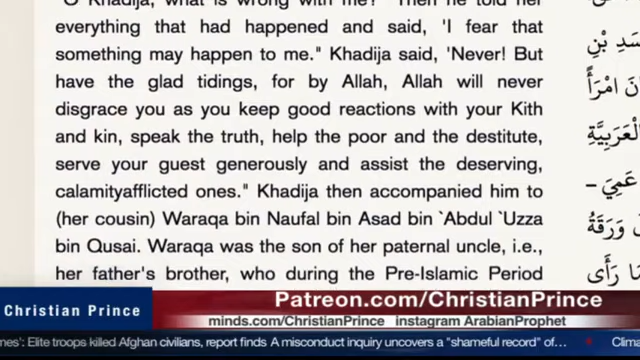 "O Khadija, what is wrong with me?" Then he told her
everything that had happened and said, 'I fear that
something may happen to me." Khadija said, 'Never! But
have the glad tidings, for by Allah, Allah will never
disgrace you as you keep good reactions with your Kith
and kin, speak the truth, help the poor and the destitute,
serve your guest generously and assist the deserving,
calamityafflicted ones." Khadija then accompanied him to
(her cousin) Waraqa bin Naufal bin Asad bin `Abdul `Uzza
bin Qusai. Waraqa was the son of her paternal uncle, i.e.,
her father's brother, who during the Pre-Islamic Period
سَدِ بْنِ
امْرَأً
الْعَرَبِيَّةِ
عَمِيَ -
وَرَقَةُ
رَأَى
Christian Prince
Patreon.com/ChristianPrince
minds.com/ChristianPrince instagram ArabianProphet
mes': Elite troops killed Afghan civilians, report finds A misconduct inquiry uncovers a "shameful record" of...
Clima